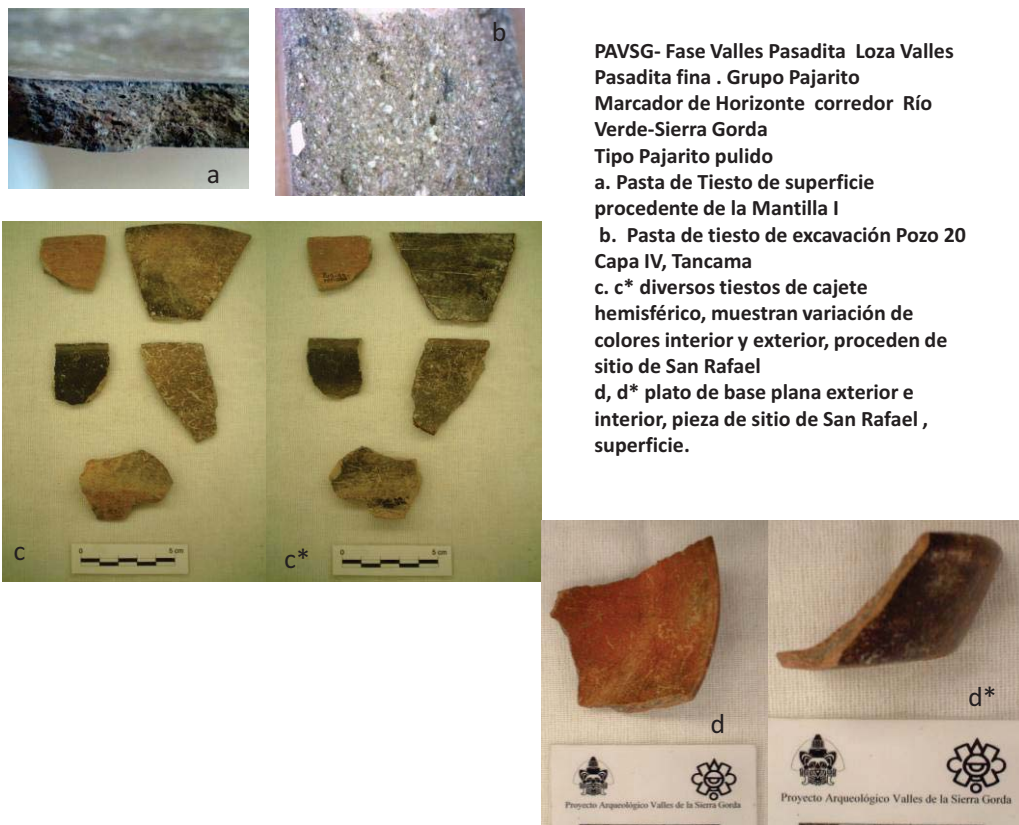 a
b
PAVSG- Fase Valles Pasadita Loza Valles
Pasadita fina . Grupo Pajarito
Marcador de Horizonte corredor Río
Verde-Sierra Gorda
Tipo Pajarito pulido
a. Pasta de Tiesto de superficie
procedente de la Mantilla I
b. Pasta de tiesto de excavación Pozo 20
Capa IV, Tancama
c. c* diversos tiestos de cajete
hemisférico, muestran variación de
colores interior y exterior, proceden de
sitio de San Rafael
d, d* plato de base plana exterior e
interior, pieza de sitio de San Rafael ,
superficie.
c
0 5 cm
c*
0 5 cm
d
Proyecto Arqueológico Valles de la Sierra Gorda
d*
Proyecto Arqueológico Valles de la Sierra Gorda